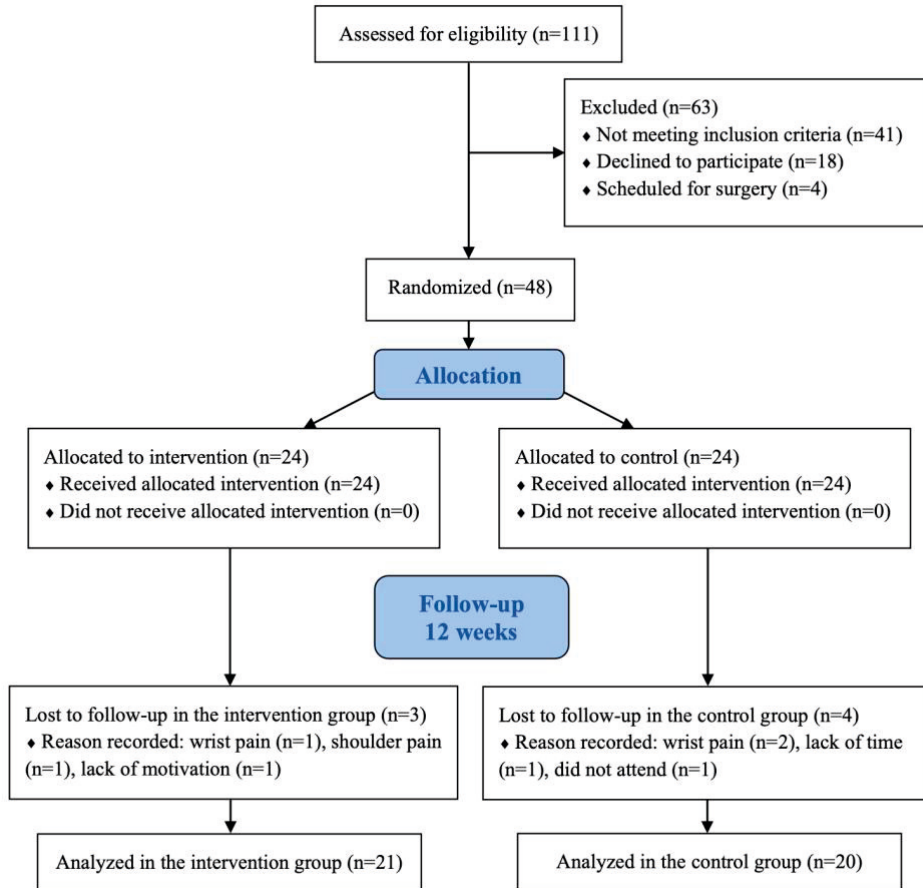 Assessed for eligibility (n=111)
Excluded (n=63)
♦ Not meeting inclusion criteria (n=41)
♦ Declined to participate (n=18)
♦ Scheduled for surgery (n=4)
Randomized (n=48)
Allocation
Allocated to intervention (n=24)
♦ Received allocated intervention (n=24)
♦ Did not receive allocated intervention (n=0)
Allocated to control (n=24)
♦ Received allocated intervention (n=24)
♦ Did not receive allocated intervention (n=0)
Follow-up
12 weeks
Lost to follow-up in the intervention group (n=3)
♦ Reason recorded: wrist pain (n=1), shoulder pain
(n=1), lack of motivation (n=1)
Lost to follow-up in the control group (n=4)
♦ Reason recorded: wrist pain (n=2), lack of time
(n=1), did not attend (n=1)
Analyzed in the intervention group (n=21)
Analyzed in the control group (n=20)